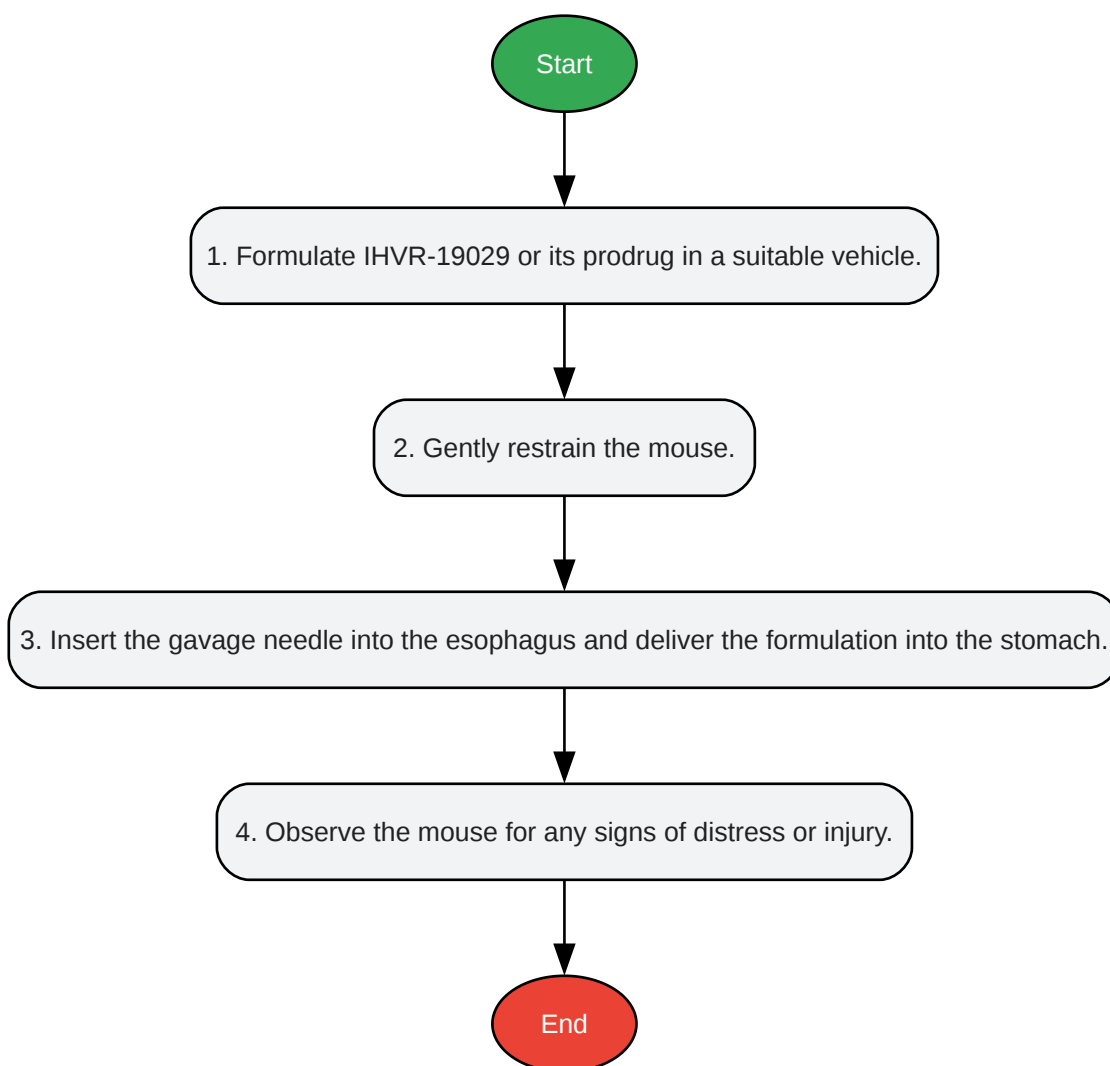 Start
1. Formulate IHVR-19029 or its prodrug in a suitable vehicle.
2. Gently restrain the mouse.
3. Insert the gavage needle into the esophagus and deliver the formulation into the stomach.
4. Observe the mouse for any signs of distress or injury.
End